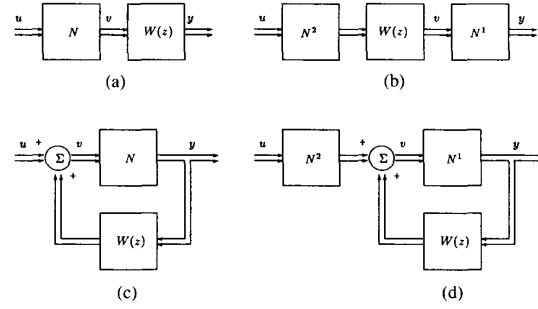 u N v W(z) y
u N² W(z) v N¹ y
(a) (b)
u + Σ v N y
+
W(z)
(c)
u N² + Σ v N¹ y
+
W(z)
(d)